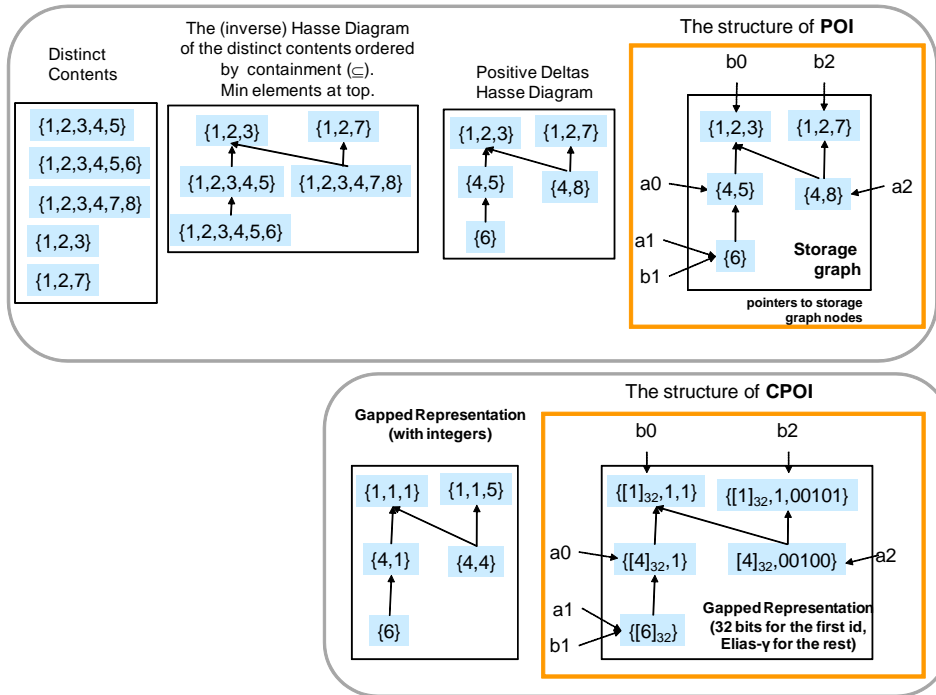 Distinct
Contents
{1,2,3,4,5}
{1,2,3,4,5,6}
{1,2,3,4,7,8}
{1,2,3}
{1,2,7}
The (inverse) Hasse Diagram
of the distinct contents ordered
by containment (⊆).
Min elements at top.
{1,2,3} {1,2,7}
{1,2,3,4,5} {1,2,3,4,7,8}
{1,2,3,4,5,6}
Positive Deltas
Hasse Diagram
{1,2,3} {1,2,7}
{4,5} {4,8}
{6}
The structure of POI
b0 b2
{1,2,3} {1,2,7}
a0 {4,5} {4,8} a2
a1
{6}
b1
Storage
graph
pointers to storage
graph nodes
Gapped Representation
(with integers)
{1,1,1} {1,1,5}
{4,1} {4,4}
{6}
The structure of CPOI
b0 b2
{[1]₃₂,1,1} {[1]₃₂,1,00101}
a0 {[4]₃₂,1} [4]₃₂,00100} a2
a1
{[6]₃₂}
b1
Gapped Representation
(32 bits for the first id,
Elias-γ for the rest)